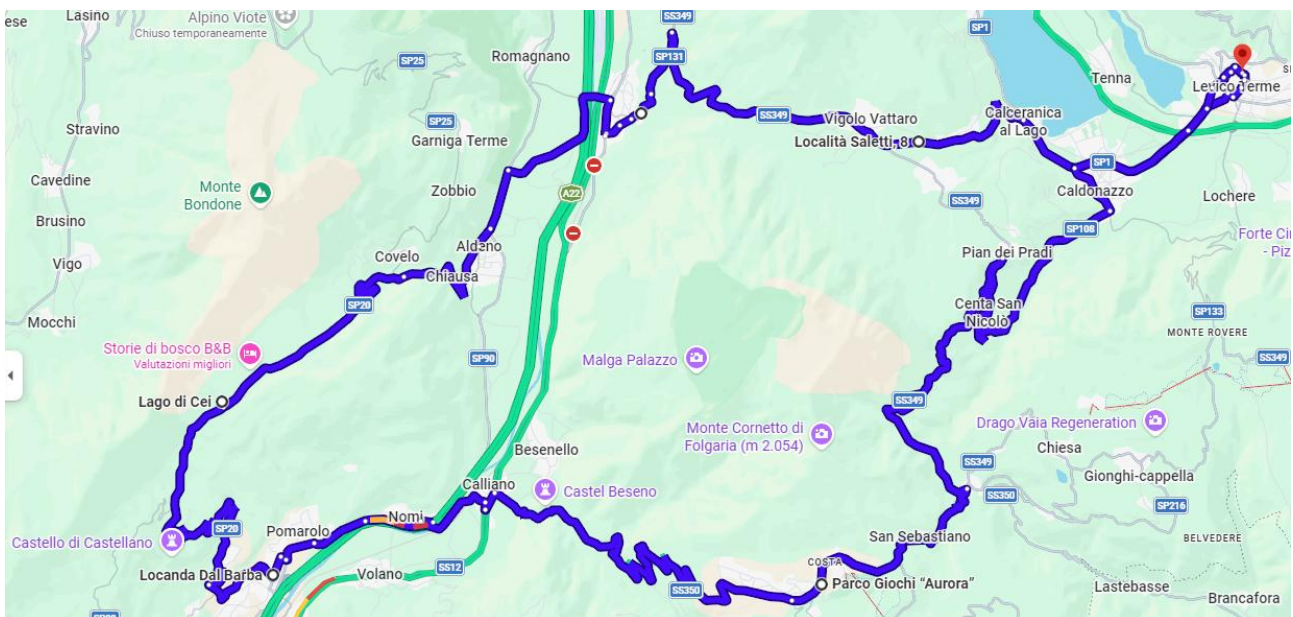 ese
Lasino
Alpino Viote
Chiuso temporaneamente
SS349
SP1
Romagnano
SP131
SP25
Tenna
Levico Terme
Stravino
SP25
Garniga Terme
SS349
Vigolo Vattaro
Calceranica
al Lago
Località Saletti, 8
SP1
Cavedine
Monte
Bondone
Zobbio
A22
Caldonazzo
Lochere
Brusino
SS349
SP108
Forte Cin
- Piz
Vigo
Covelo
Aldeno
Chiausa
Pian dei Pradi
SP20
Centa San
Nicolò
SP133
Mocchi
MONTE ROVERE
Storie di bosco B&B
Valutazioni migliori
SP90
Malga Palazzo
SS349
Lago di Cei
SS349
Drago Vaia Regeneration
Monte Cornetto di
Folgaria (m 2.054)
Chiesa
Besenello
SS349
Gionghi-cappella
Calliano
Castel Beseno
SS350
SP216
Nomi
Pomarolo
SP20
Castello di Castellano
San Sebastiano
BELVEDERE
COSTA
Locanda Dal Barba
Volano
SS12
SS350
Parco Giochi “Aurora”
Lastebasse
Brancafora